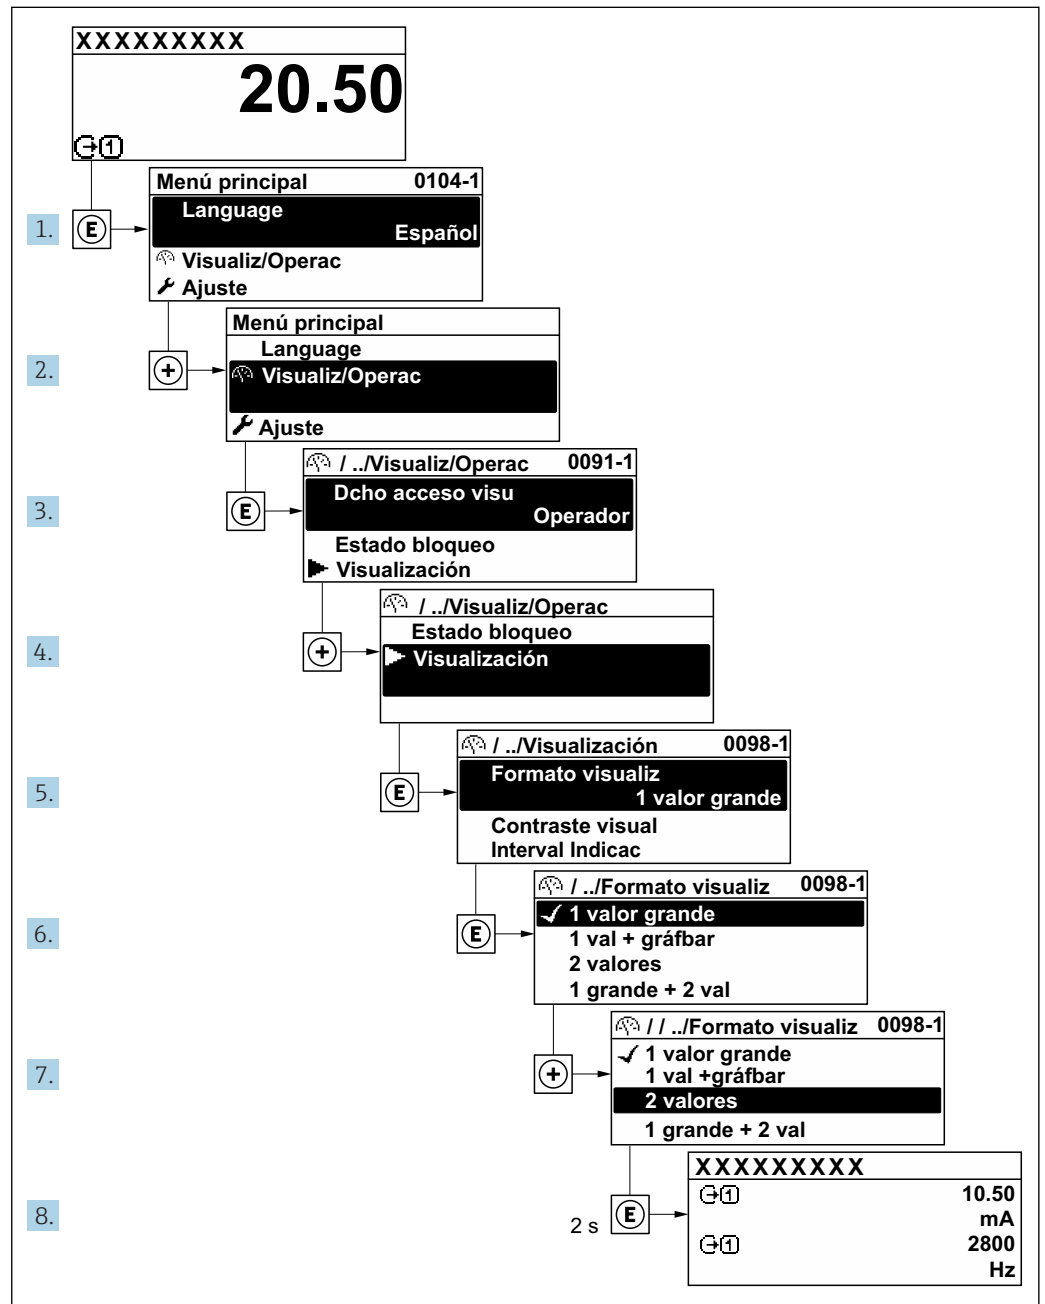 XXXXXXXXX
20.50
1
Menú principal 0104-1
1. E Language
Español
Visualiz/Operac
Ajuste
Menú principal
Language
2. + Visualiz/Operac
Ajuste
/ ../Visualiz/Operac 0091-1
Dcho acceso visu
3. E Operador
Estado bloqueo
Visualización
/ ../Visualiz/Operac
Estado bloqueo
4. + Visualización
/ ../Visualización 0098-1
Formato visualiz
5. E 1 valor grande
Contraste visual
Interval Indicac
/ ../Formato visualiz 0098-1
1 valor grande
6. E 1 val + gráfbar
2 valores
1 grande + 2 val
/ / ../Formato visualiz 0098-1
1 valor grande
7. + 1 val +gráfbar
2 valores
1 grande + 2 val
XXXXXXXXX
1 10.50
8. 2 s E mA
1 2800
Hz